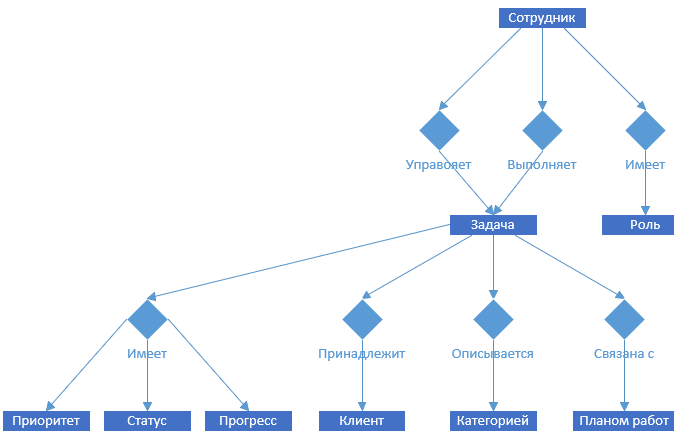 Сотрудник
Управояет
Выполняет
Имеет
Задача
Роль
Имеет
Принадлежит
Описывается
Связана с
Приоритет
Статус
Прогресс
Клиент
Категорией
Планом работ